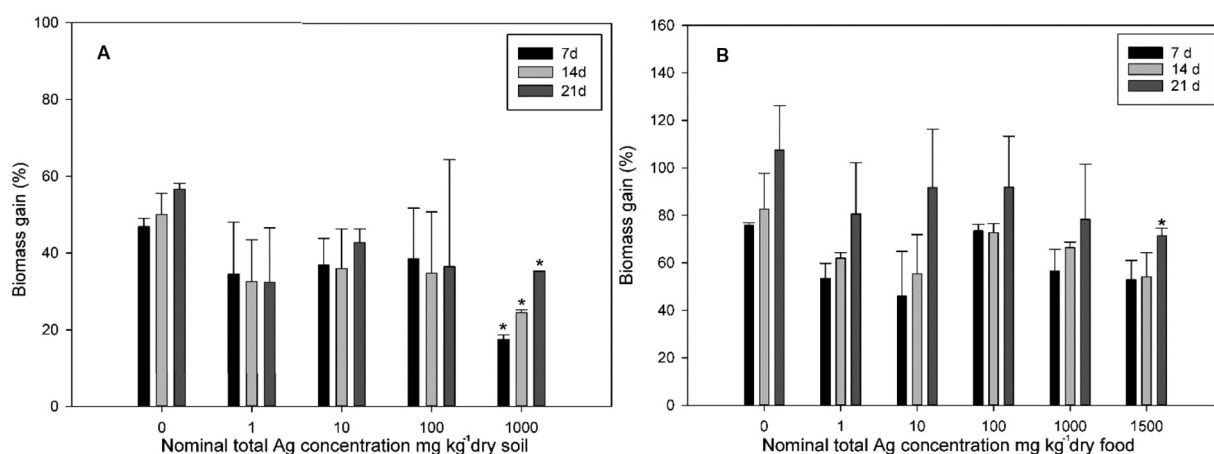 A
7d
14d
21d
Biomass gain (%)
100
80
60
40
20
0
* * *
0 1 10 100 1000
Nominal total Ag concentration mg kg⁻¹dry soil
B
7 d
14 d
21 d
Biomass gain (%)
160
140
120
100
80
60
40
20
0
*
0 1 10 100 1000 1500
Nominal total Ag concentration mg kg⁻¹dry food